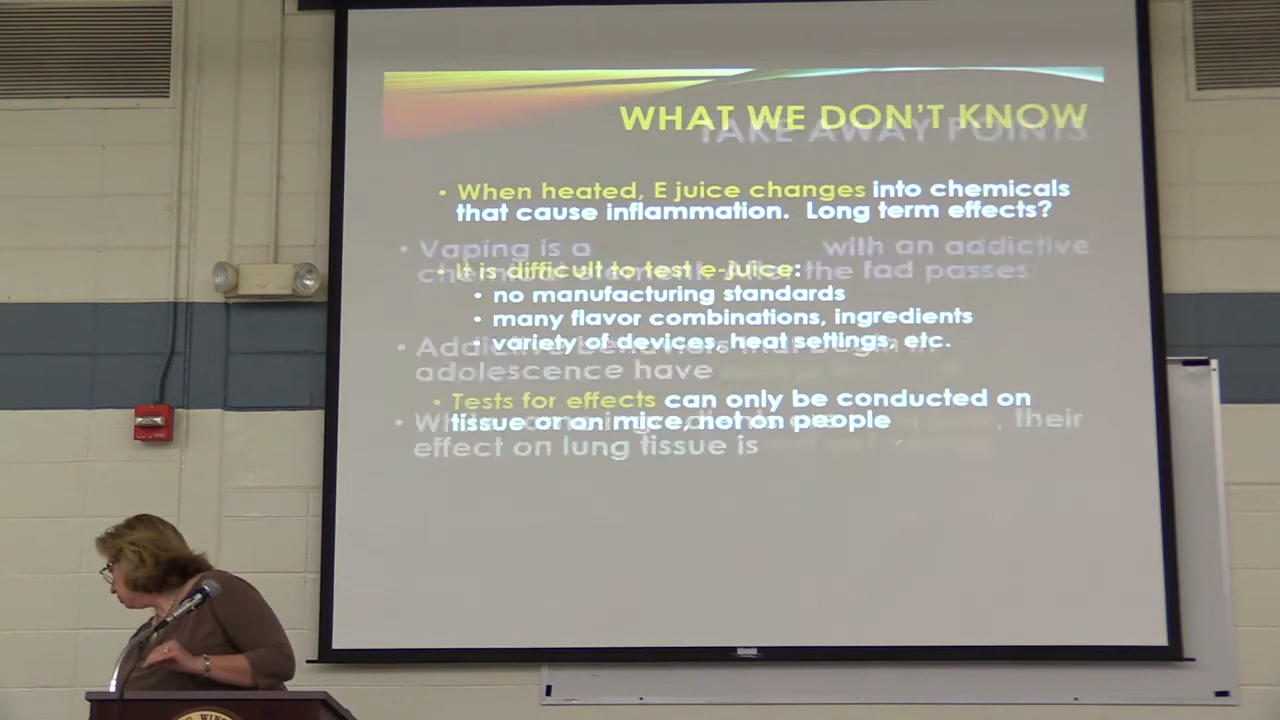 WHAT WE DON'T KNOW
TAKE AWAY POINTS
• When heated, E juice changes into chemicals
that cause inflammation. Long term effects?
• Vaping is a with an addictive
the fad passes
• It is difficult to test e-juice:
• no manufacturing standards
• many flavor combinations, ingredients
• variety of devices, heat settings, etc.
• Addictive behaviors that begin in
adolescence have
• Tests for effects can only be conducted on
tissue or on mice, not on people
, their
effect on lung tissue is